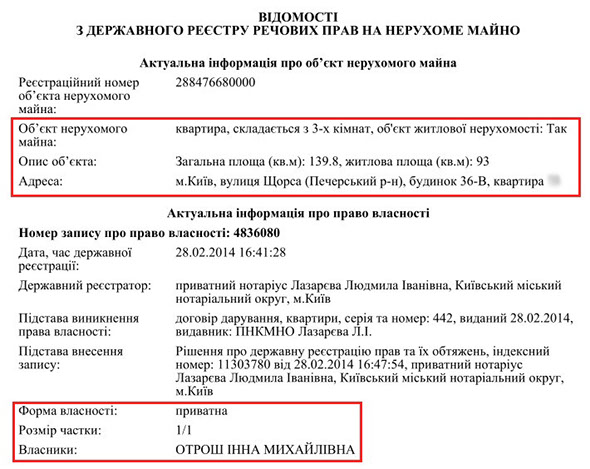 ВІДОМОСТІ
З ДЕРЖАВНОГО РЕЄСТРУ РЕЧОВИХ ПРАВ НА НЕРУХОМЕ МАЙНО
Актуальна інформація про об’єкт нерухомого майна
Реєстраційний номер 288476680000
об’єкта нерухомого
майна:
Об’єкт нерухомого квартира, складається з 3-х кімнат, об'єкт житлової нерухомості: Так
майна:
Опис об’єкта: Загальна площа (кв.м): 139.8, житлова площа (кв.м): 93
Адреса: м.Київ, вулиця Щорса (Печерський р-н), будинок 36-В, квартира
Актуальна інформація про право власності
Номер запису про право власності: 4836080
Дата, час державної 28.02.2014 16:41:28
реєстрації:
Державний реєстратор: приватний нотаріус Лазарєва Людмила Іванівна, Київський міський
нотаріальний округ, м.Київ
Підстава виникнення договір дарування, квартири, серія та номер: 442, виданий 28.02.2014,
права власності: видавник: ПНКМНО Лазарєва Л.І.
Підстава внесення Рішення про державну реєстрацію прав та їх обтяжень, індексний
запису: номер: 11303780 від 28.02.2014 16:47:54, приватний нотаріус
Лазарєва Людмила Іванівна, Київський міський нотаріальний округ,
м.Київ
Форма власності: приватна
Розмір частки: 1/1
Власники: ОТРОШ ІННА МИХАЙЛІВНА